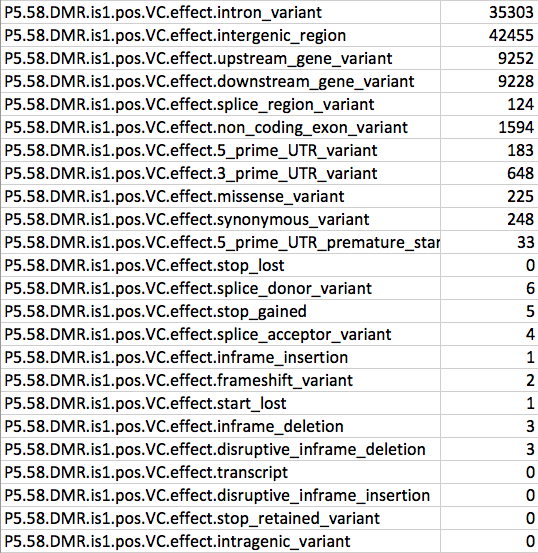 P5.58.DMR.is1.pos.VC.effect.intron_variant 35303
P5.58.DMR.is1.pos.VC.effect.intergenic_region 42455
P5.58.DMR.is1.pos.VC.effect.upstream_gene_variant 9252
P5.58.DMR.is1.pos.VC.effect.downstream_gene_variant 9228
P5.58.DMR.is1.pos.VC.effect.splice_region_variant 124
P5.58.DMR.is1.pos.VC.effect.non_coding_exon_variant 1594
P5.58.DMR.is1.pos.VC.effect.5_prime_UTR_variant 183
P5.58.DMR.is1.pos.VC.effect.3_prime_UTR_variant 648
P5.58.DMR.is1.pos.VC.effect.missense_variant 225
P5.58.DMR.is1.pos.VC.effect.synonymous_variant 248
P5.58.DMR.is1.pos.VC.effect.5_prime_UTR_premature_star 33
P5.58.DMR.is1.pos.VC.effect.stop_lost 0
P5.58.DMR.is1.pos.VC.effect.splice_donor_variant 6
P5.58.DMR.is1.pos.VC.effect.stop_gained 5
P5.58.DMR.is1.pos.VC.effect.splice_acceptor_variant 4
P5.58.DMR.is1.pos.VC.effect.inframe_insertion 1
P5.58.DMR.is1.pos.VC.effect.frameshift_variant 2
P5.58.DMR.is1.pos.VC.effect.start_lost 1
P5.58.DMR.is1.pos.VC.effect.inframe_deletion 3
P5.58.DMR.is1.pos.VC.effect.disruptive_inframe_deletion 3
P5.58.DMR.is1.pos.VC.effect.transcript 0
P5.58.DMR.is1.pos.VC.effect.disruptive_inframe_insertion 0
P5.58.DMR.is1.pos.VC.effect.stop_retained_variant 0
P5.58.DMR.is1.pos.VC.effect.intragenic_variant 0